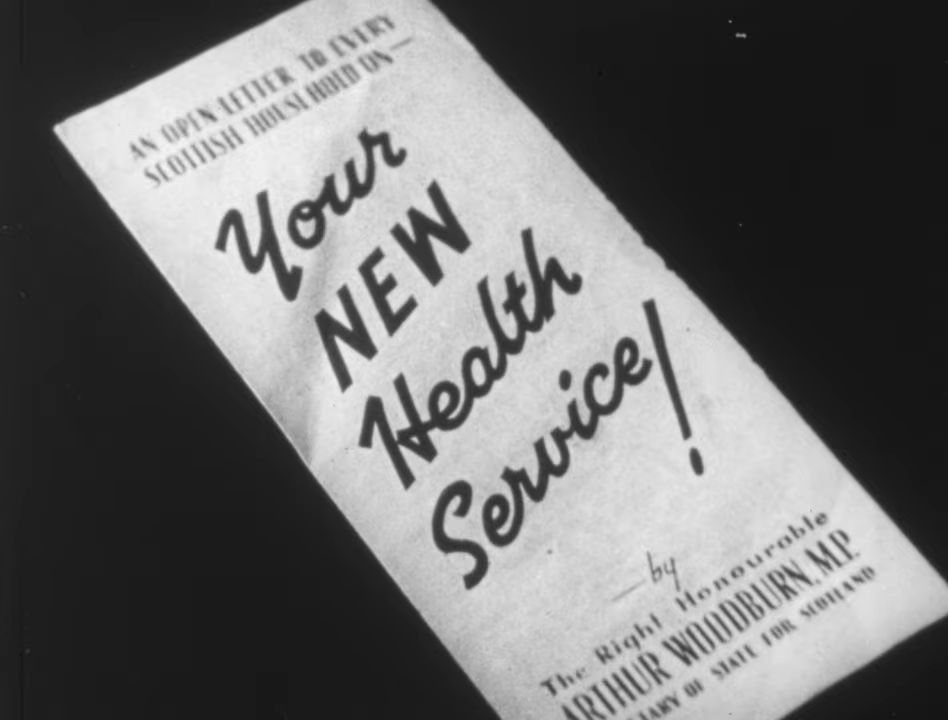 AN OPEN LETTER TO EVERY
SCOTTISH HOUSEHOLD ON—
Your
NEW
Health
Service!
—by
The Right Honourable
ARTHUR WOODBURN, M.P.
OF STATE FOR SCOTLAND